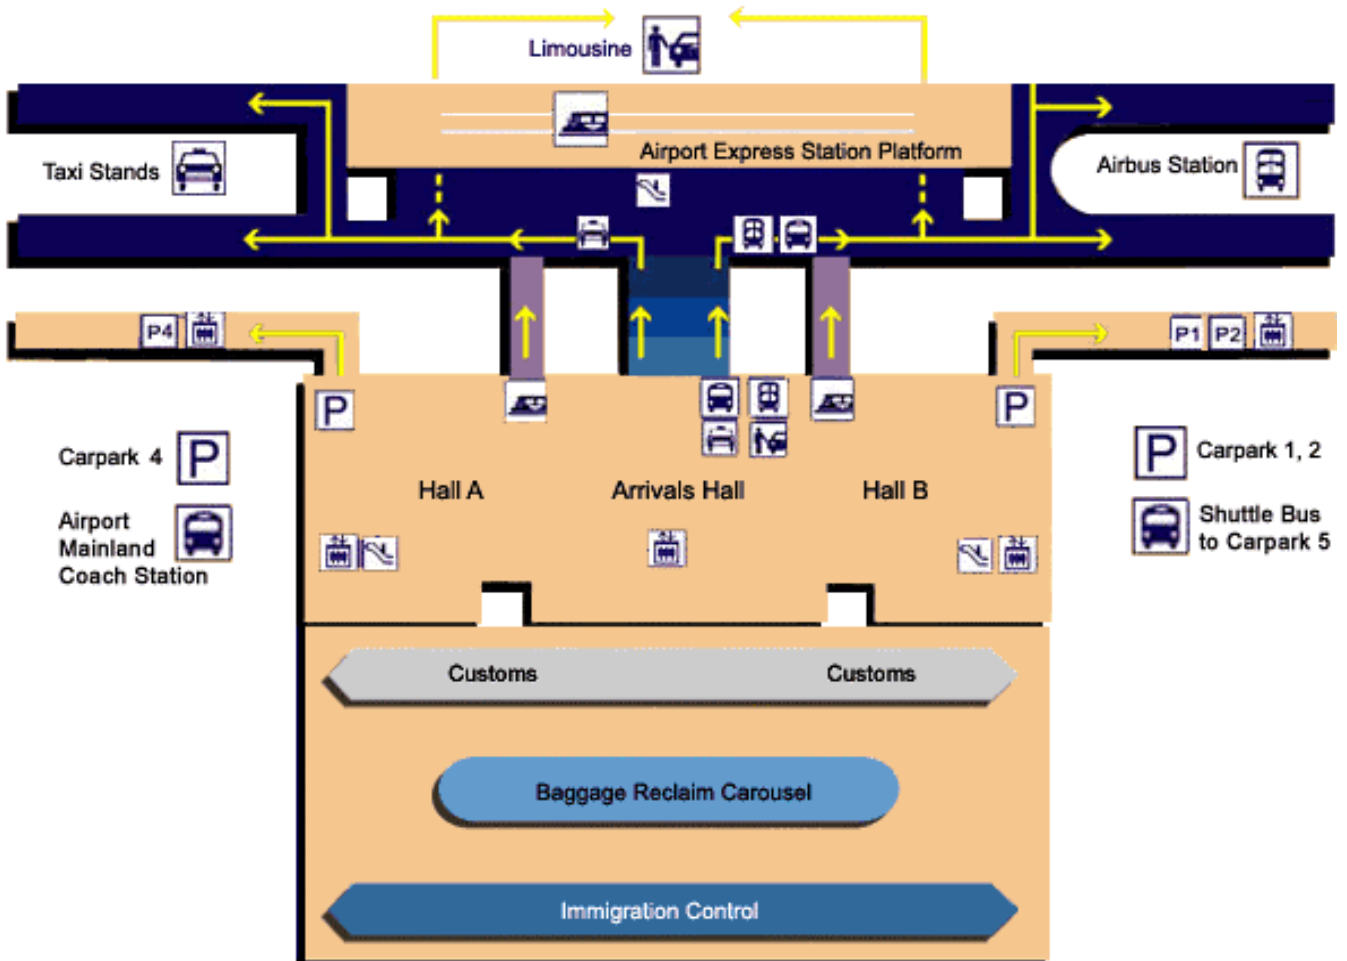 Limousine
Airport Express Station Platform
Taxi Stands
Airbus Station
P4
P1
P2
P
P
Carpark 4
P
P
Carpark 1, 2
Hall A
Arrivals Hall
Hall B
Airport
Mainland
Coach Station
Shuttle Bus
to Carpark 5
Customs
Customs
Baggage Reclaim Carousel
Immigration Control